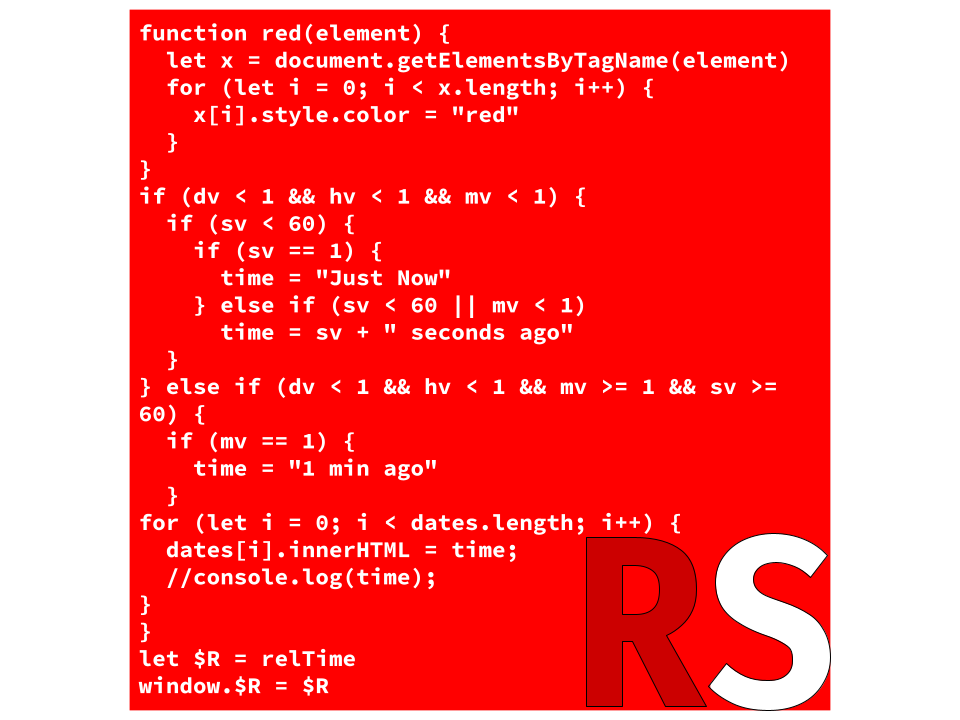 function red(element) {
  let x = document.getElementsByTagName(element)
  for (let i = 0; i < x.length; i++) {
    x[i].style.color = "red"
  }
}
if (dv < 1 && hv < 1 && mv < 1) {
  if (sv < 60) {
    if (sv == 1) {
      time = "Just Now"
    } else if (sv < 60 || mv < 1)
      time = sv + " seconds ago"
  }
} else if (dv < 1 && hv < 1 && mv >= 1 && sv >=
60) {
  if (mv == 1) {
    time = "1 min ago"
  }
for (let i = 0; i < dates.length; i++) {
  dates[i].innerHTML = time;
  //console.log(time);
}
}
let $R = relTime
window.$R = $R
RS